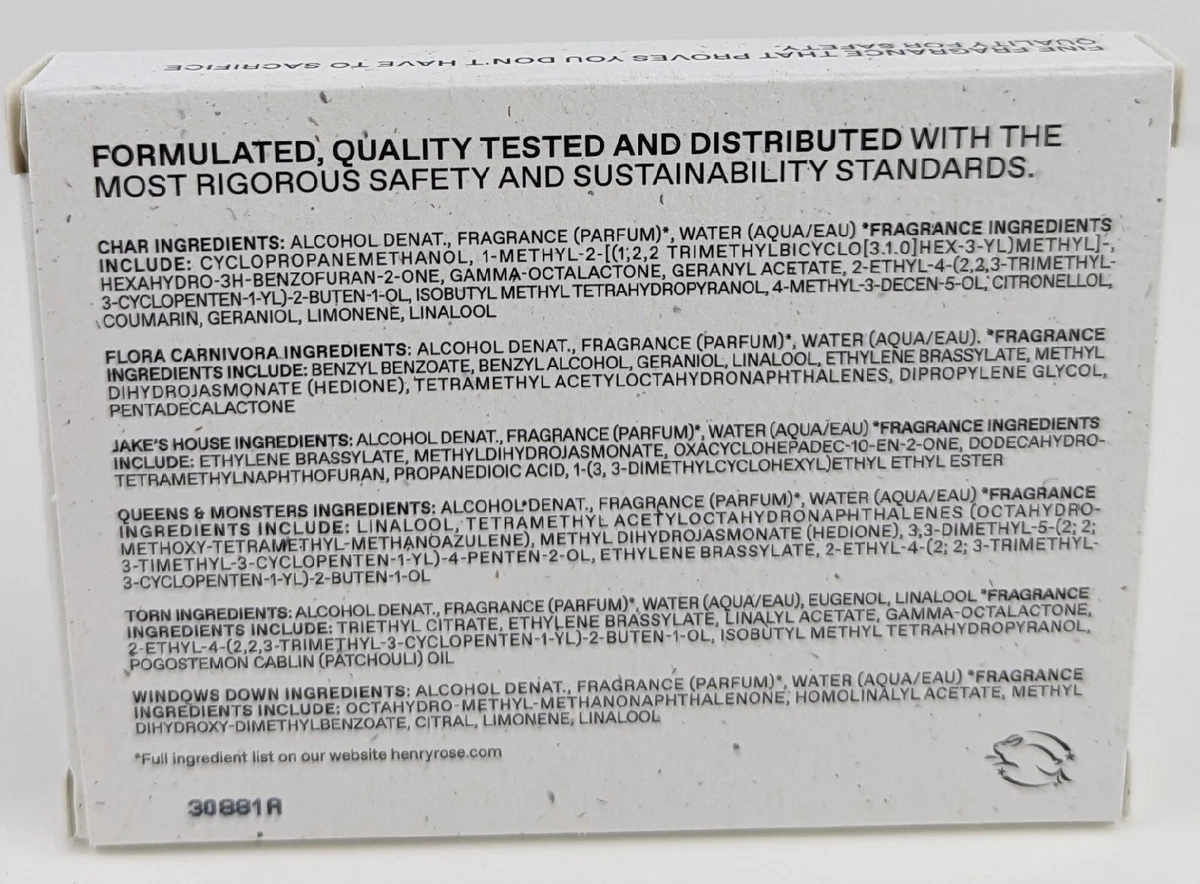 FINE FRAGRANCE THAT PROVES YOU DON'T HAVE TO SACRIFICE
QUALITY FOR SAFETY.
FORMULATED, QUALITY TESTED AND DISTRIBUTED WITH THE
MOST RIGOROUS SAFETY AND SUSTAINABILITY STANDARDS.
CHAR INGREDIENTS: ALCOHOL DENAT., FRAGRANCE (PARFUM)*, WATER (AQUA/EAU) *FRAGRANCE INGREDIENTS
INCLUDE: CYCLOPROPANEMETHANOL, 1-METHYL-2-[(1;2,2 TRIMETHYLBICYCLO[3.1.0]HEX-3-YL)METHYL]-,
HEXAHYDRO-3H-BENZOFURAN-2-ONE, GAMMA-OCTALACTONE, GERANYL ACETATE, 2-ETHYL-4-(2,2,3-TRIMETHYL-
3-CYCLOPENTEN-1-YL)-2-BUTEN-1-OL, ISOBUTYL METHYL TETRAHYDROPYRANOL, 4-METHYL-3-DECEN-5-OL, CITRONELLOL,
COUMARIN, GERANIOL, LIMONENE, LINALOOL
FLORA CARNIVORA INGREDIENTS: ALCOHOL DENAT., FRAGRANCE (PARFUM)*, WATER (AQUA/EAU). *FRAGRANCE
INGREDIENTS INCLUDE: BENZYL BENZOATE, BENZYL ALCOHOL, GERANIOL, LINALOOL, ETHYLENE BRASSYLATE, METHYL
DIHYDROJASMONATE (HEDIONE), TETRAMETHYL ACETYLOCTAHYDRONAPHTHALENES, DIPROPYLENE GLYCOL,
PENTADECALACTONE
JAKE'S HOUSE INGREDIENTS: ALCOHOL DENAT., FRAGRANCE (PARFUM)*, WATER (AQUA/EAU) *FRAGRANCE INGREDIENTS
INCLUDE: ETHYLENE BRASSYLATE, METHYLDIHYDROJASMONATE, OXACYCLOHEPADEC-10-EN-2-ONE, DODECAHYDRO-
TETRAMETHYLNAPHTHOFURAN, PROPANEDIOIC ACID, 1-(3, 3-DIMETHYLCYCLOHEXYL)ETHYL ETHYL ESTER
QUEENS & MONSTERS INGREDIENTS: ALCOHOL DENAT., FRAGRANCE (PARFUM)*, WATER (AQUA/EAU) *FRAGRANCE
INGREDIENTS INCLUDE: LINALOOL, TETRAMETHYL ACETYLOCTAHYDRONAPHTHALENES (OCTAHYDRO-
METHOXY-TETRAMETHYL-METHANOAZULENE), METHYL DIHYDROJASMONATE (HEDIONE), 3,3-DIMETHYL-5-(2; 2;
3-TIMETHYL-3-CYCLOPENTEN-1-YL)-4-PENTEN-2-OL, ETHYLENE BRASSYLATE, 2-ETHYL-4-(2; 2; 3-TRIMETHYL-
3-CYCLOPENTEN-1-YL)-2-BUTEN-1-OL
TORN INGREDIENTS: ALCOHOL DENAT., FRAGRANCE (PARFUM)*, WATER (AQUA/EAU), EUGENOL, LINALOOL *FRAGRANCE
INGREDIENTS INCLUDE: TRIETHYL CITRATE, ETHYLENE BRASSYLATE, LINALYL ACETATE, GAMMA-OCTALACTONE,
2-ETHYL-4-(2,2,3-TRIMETHYL-3-CYCLOPENTEN-1-YL)-2-BUTEN-1-OL, ISOBUTYL METHYL TETRAHYDROPYRANOL,
POGOSTEMON CABLIN (PATCHOULI) OIL
WINDOWS DOWN INGREDIENTS: ALCOHOL DENAT., FRAGRANCE (PARFUM)*, WATER (AQUA/EAU) *FRAGRANCE
INGREDIENTS INCLUDE: OCTAHYDRO-METHYL-METHANONAPHTHALENONE, HOMOLINALYL ACETATE, METHYL
DIHYDROXY-DIMETHYLBENZOATE, CITRAL, LIMONENE, LINALOOL
*Full ingredient list on our website henryrose.com
30881A